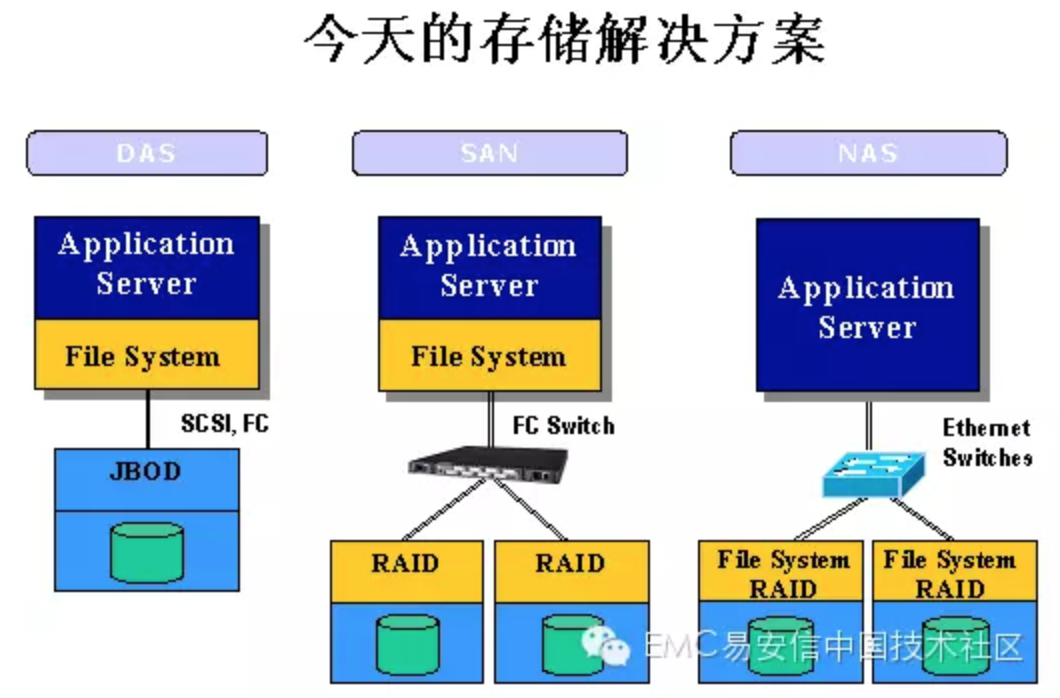 今天的存储解决方案
DAS
SAN
NAS
Application
Server
File System
SCSI, FC
JBOD
Application
Server
File System
FC Switch
RAID
RAID
Application
Server
Ethernet
Switches
File System
RAID
File System
RAID
EMC易安信中国技术社区